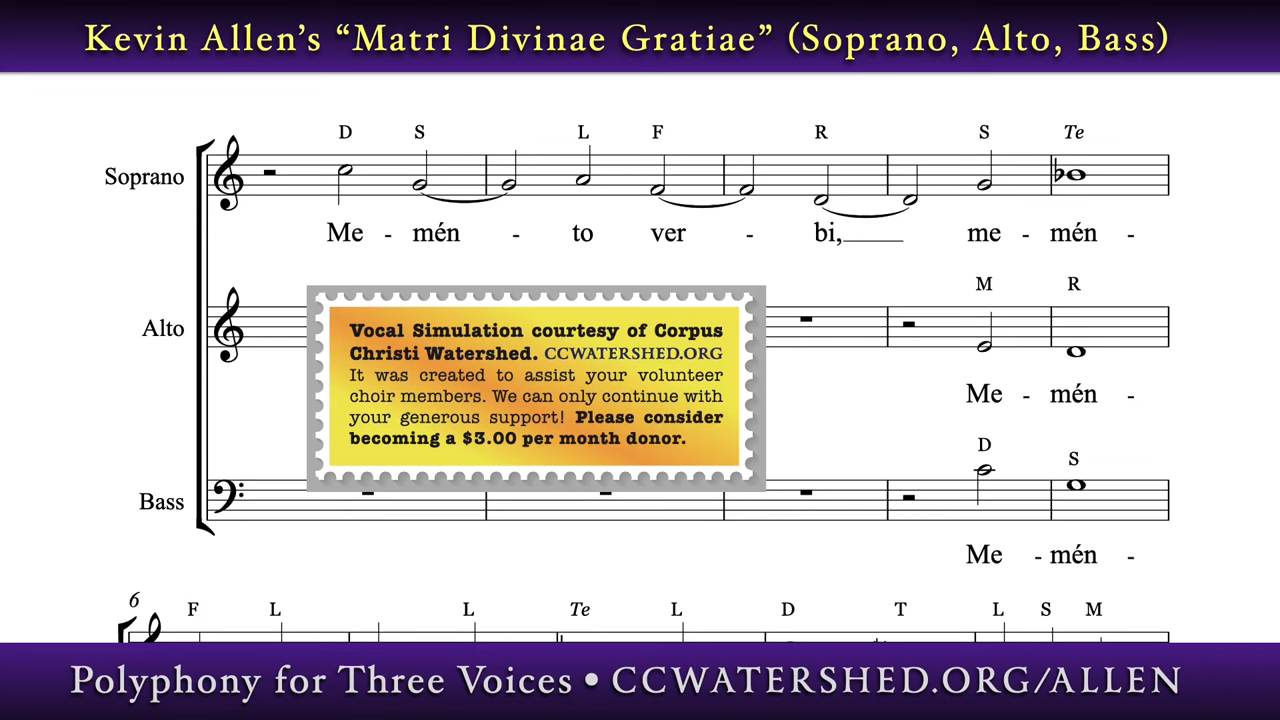 Kevin Allen’s “Matri Divinae Gratiae” (Soprano, Alto, Bass)
D S L F R S Te
Soprano
Me - mén - to ver - bi, me - mén -
M R
Alto
Me - mén -
Vocal Simulation courtesy of Corpus
Christi Watershed. CCWATERSHED.ORG
It was created to assist your volunteer
choir members. We can only continue with
your generous support! Please consider
becoming a $3.00 per month donor.
D S
Bass
Me - mén -
6
F L L Te L D T L S M
Polyphony for Three Voices • CCWATERSHED.ORG/ALLEN